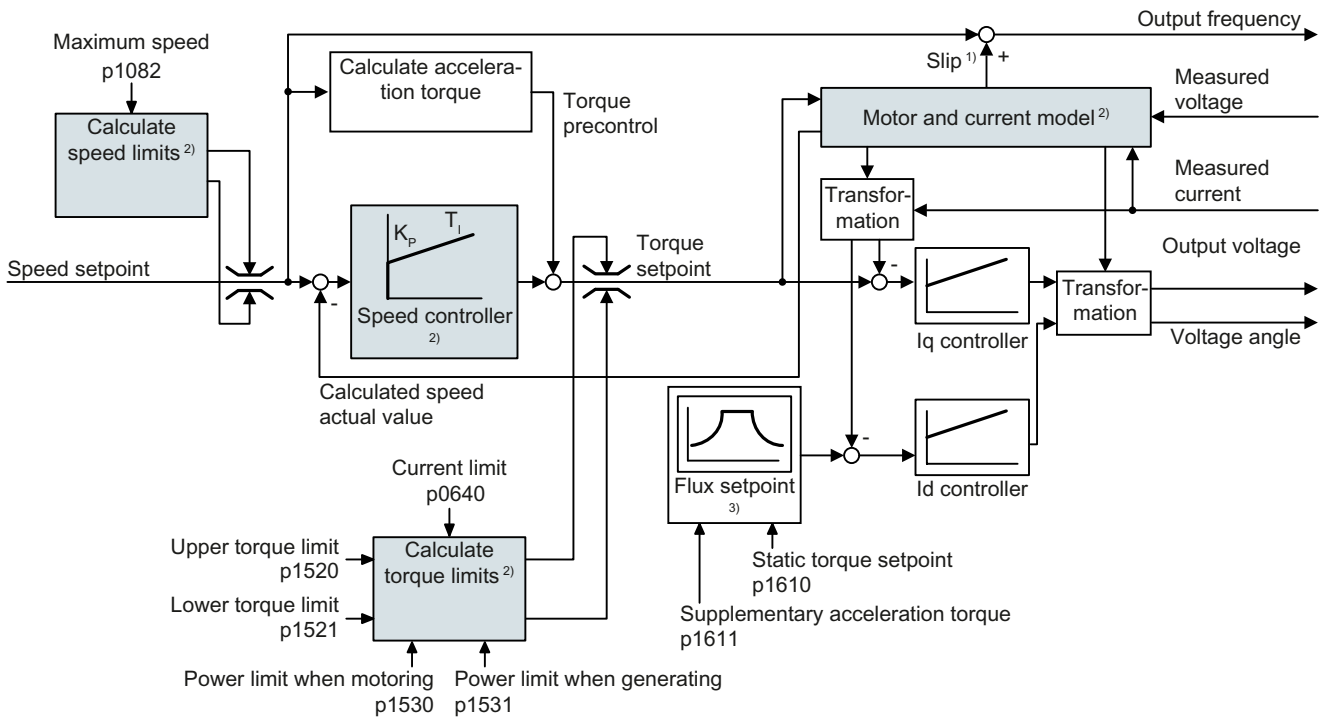 Output frequency
Maximum speed
p1082
Calculate accelera-
tion torque
Slip 1)
+
Measured
voltage
Torque
precontrol
Calculate
speed limits 2)
Motor and current model 2)
Measured
current
Transfor-
mation
KP
TI
Torque
setpoint
Output voltage
Speed setpoint
-
-
Speed controller
2)
Transfor-
mation
Iq controller
Voltage angle
Calculated speed
actual value
-
Flux setpoint
3)
Id controller
Current limit
p0640
Upper torque limit
p1520
Calculate
torque limits 2)
Static torque setpoint
p1610
Lower torque limit
p1521
Supplementary acceleration torque
p1611
Power limit when motoring
p1530
Power limit when generating
p1531